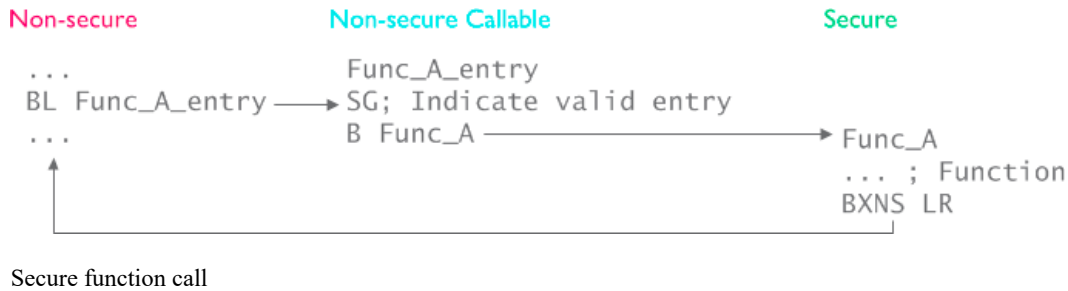 Non-secure
Non-secure Callable
Secure
...
BL Func_A_entry
...
Func_A_entry
SG; Indicate valid entry
B Func_A
Func_A
... ; Function
BXNS LR
Secure function call